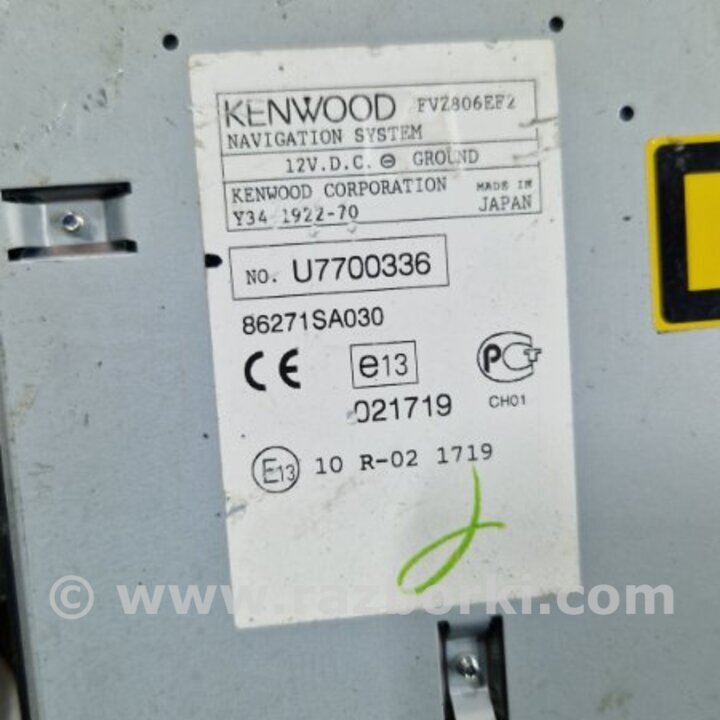 KENWOOD FVZ806EF2
NAVIGATION SYSTEM
12V.D.C. ⊖ GROUND
KENWOOD CORPORATION MADE IN
Y34 1922-70 JAPAN
NO. U7700336
86271SA030
CE e13 PCT
021719 CH01
E13 10 R-02 1719
© www.razborki.com